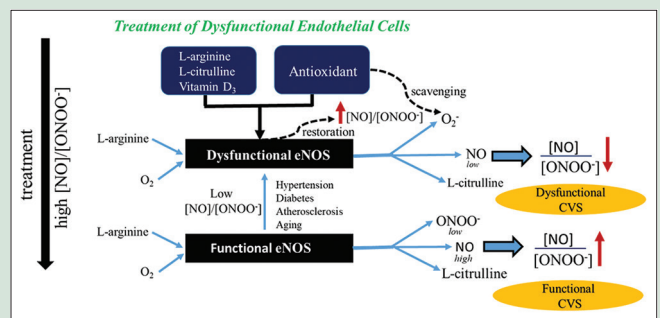 Treatment of Dysfunctional Endothelial Cells
L-arginine
L-citrulline
Vitamin D₃
Antioxidant
scavenging
[NO]/[ONOO⁻]
restoration
O₂⁻
treatment
high [NO]/[ONOO⁻]
L-arginine
O₂
Dysfunctional eNOS
NO
low
L-citrulline
[NO]
[ONOO⁻]
Dysfunctional
CVS
Low
[NO]/[ONOO⁻]
Hypertension
Diabetes
Atherosclerosis
Aging
L-arginine
O₂
Functional eNOS
ONOO⁻
low
NO
high
L-citrulline
[NO]
[ONOO⁻]
Functional
CVS